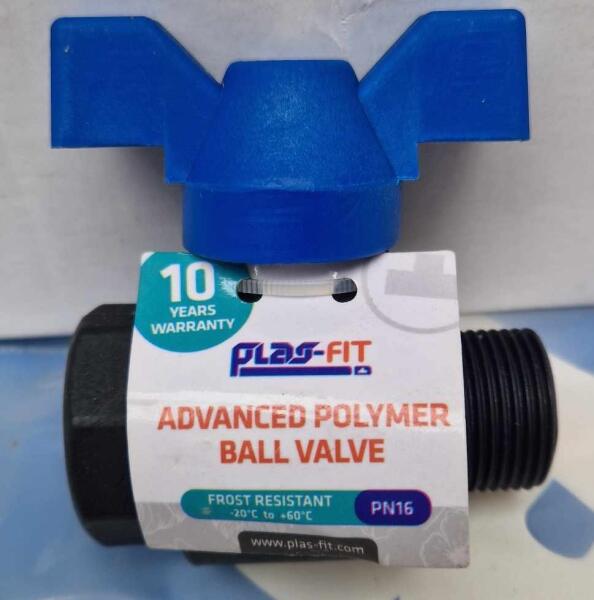 10
YEARS
WARRANTY
PLAS-FIT
ADVANCED POLYMER
BALL VALVE
FROST RESISTANT
-20°C to +60°C
PN16
www.plas-fit.com